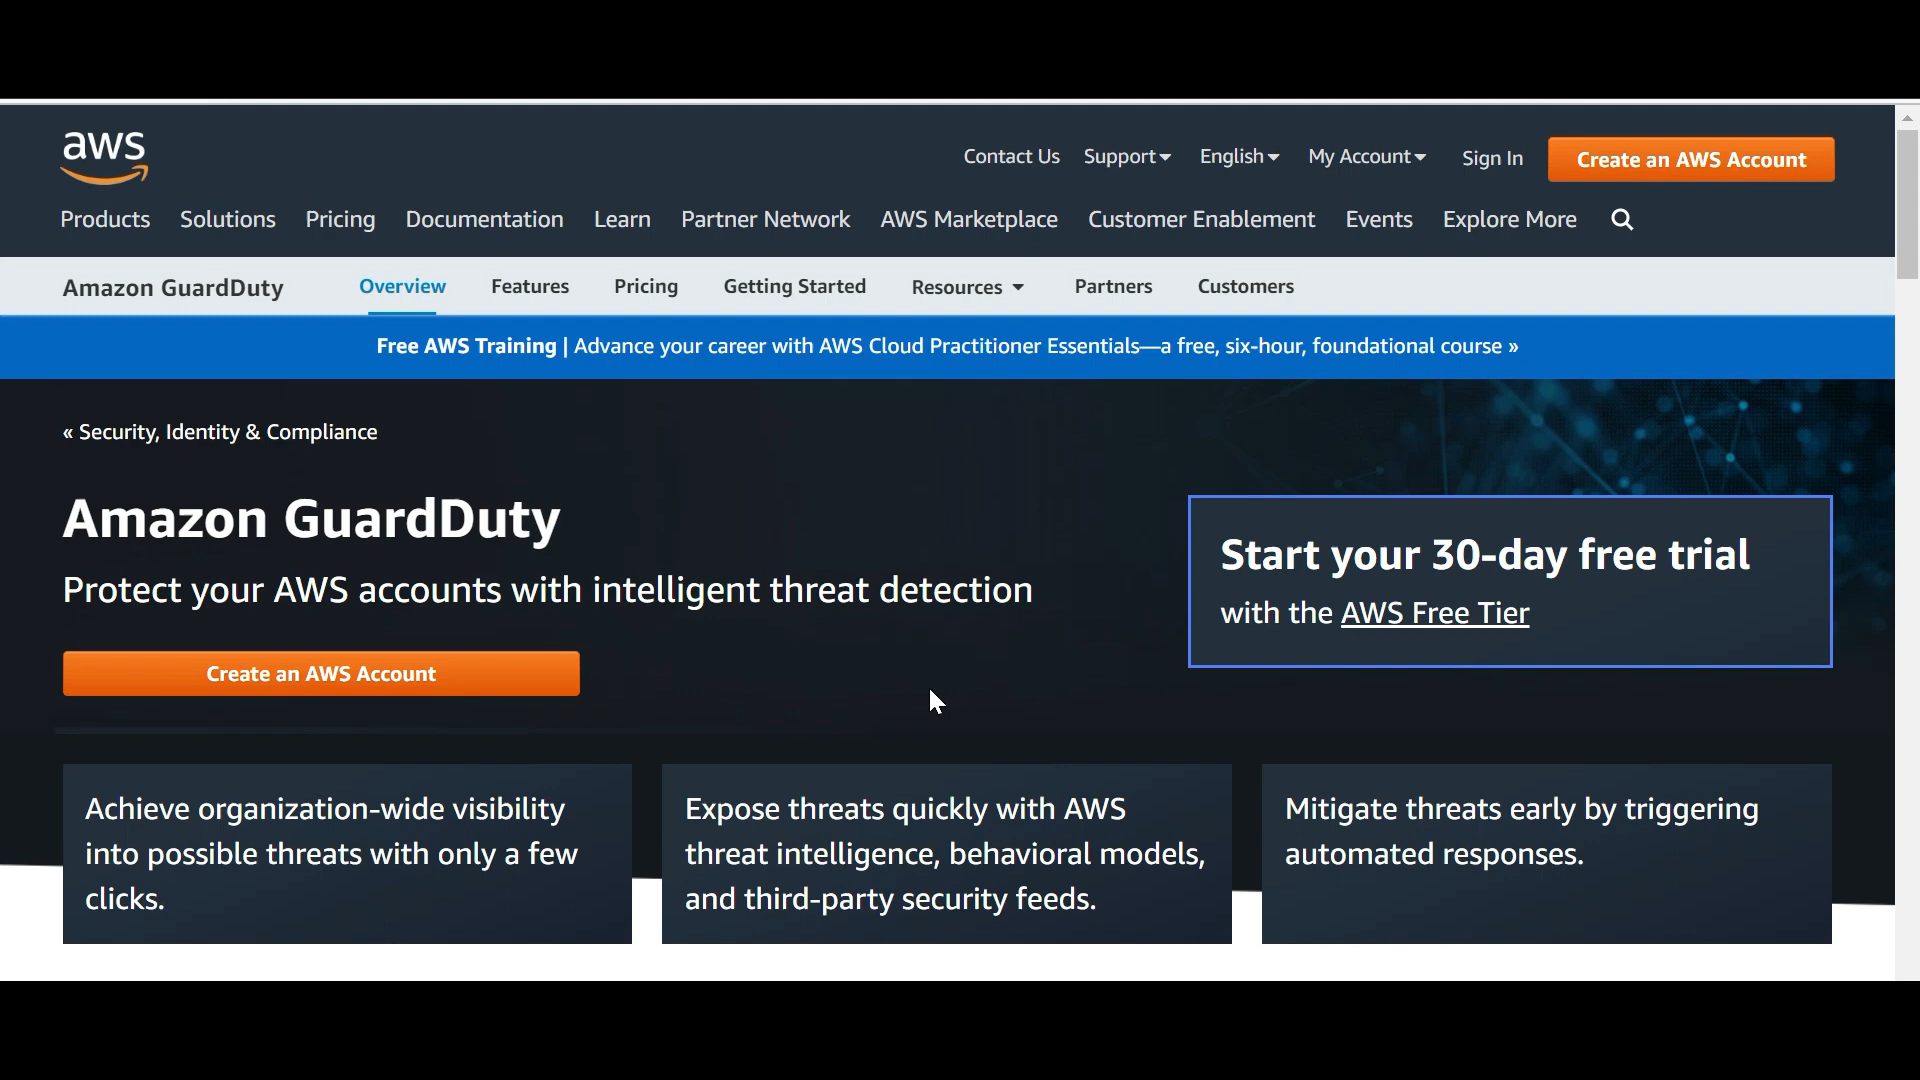 aws
Contact Us Support English My Account Sign In Create an AWS Account
Products Solutions Pricing Documentation Learn Partner Network AWS Marketplace Customer Enablement Events Explore More
Amazon GuardDuty Overview Features Pricing Getting Started Resources Partners Customers
Free AWS Training | Advance your career with AWS Cloud Practitioner Essentials—a free, six-hour, foundational course »
« Security, Identity & Compliance
Amazon GuardDuty
Protect your AWS accounts with intelligent threat detection
Create an AWS Account
Start your 30-day free trial
with the AWS Free Tier
Achieve organization-wide visibility
into possible threats with only a few
clicks.
Expose threats quickly with AWS
threat intelligence, behavioral models,
and third-party security feeds.
Mitigate threats early by triggering
automated responses.